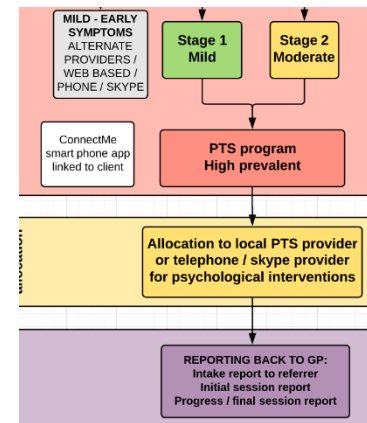 MILD - EARLY
SYMPTOMS
ALTERNATE
PROVIDERS /
WEB BASED /
PHONE / SKYPE
Stage 1
Mild
Stage 2
Moderate
ConnectMe
smart phone app
linked to client
PTS program
High prevalent
Allocation to local PTS provider
or telephone / skype provider
for psychological interventions
REPORTING BACK TO GP:
Intake report to referrer
Initial session report
Progress / final session report